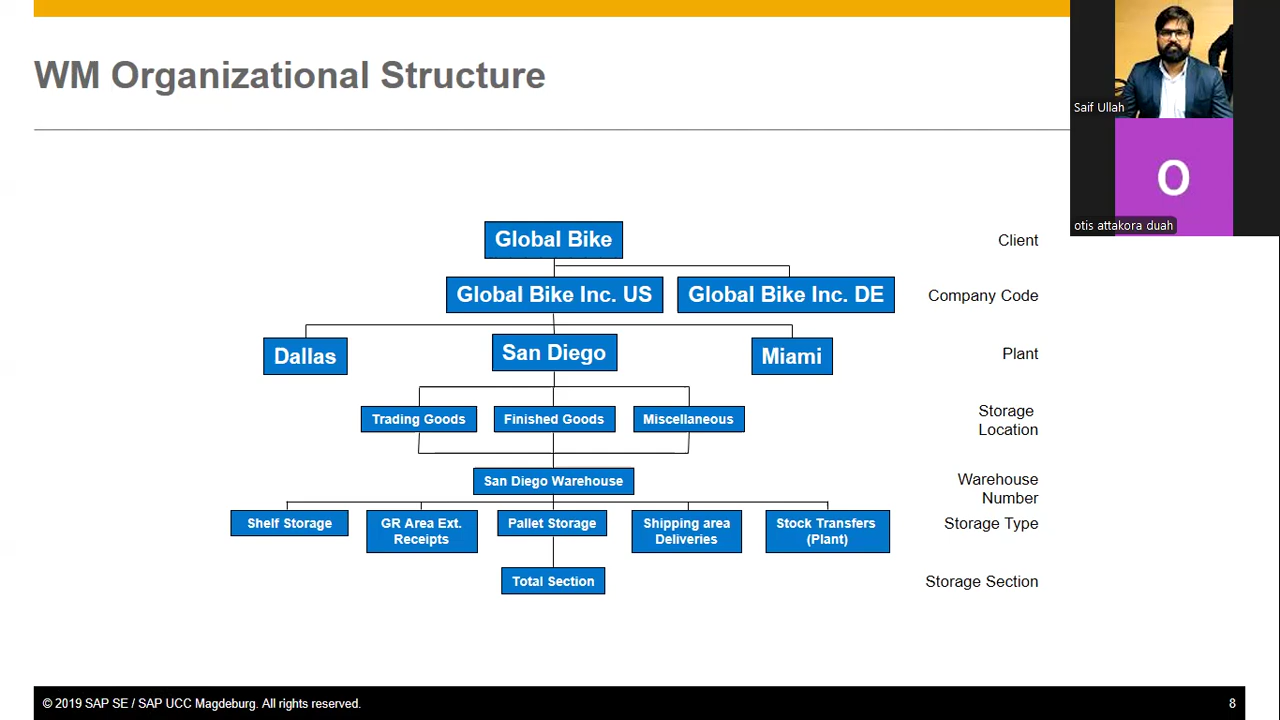 WM Organizational Structure
Saif Ullah
O
otis attakora duah
Global Bike
Client
Global Bike Inc. US
Global Bike Inc. DE
Company Code
Dallas
San Diego
Miami
Plant
Trading Goods
Finished Goods
Miscellaneous
Storage
Location
San Diego Warehouse
Warehouse
Number
Shelf Storage
GR Area Ext.
Receipts
Pallet Storage
Shipping area
Deliveries
Stock Transfers
(Plant)
Storage Type
Total Section
Storage Section
© 2019 SAP SE / SAP UCC Magdeburg. All rights reserved.
8